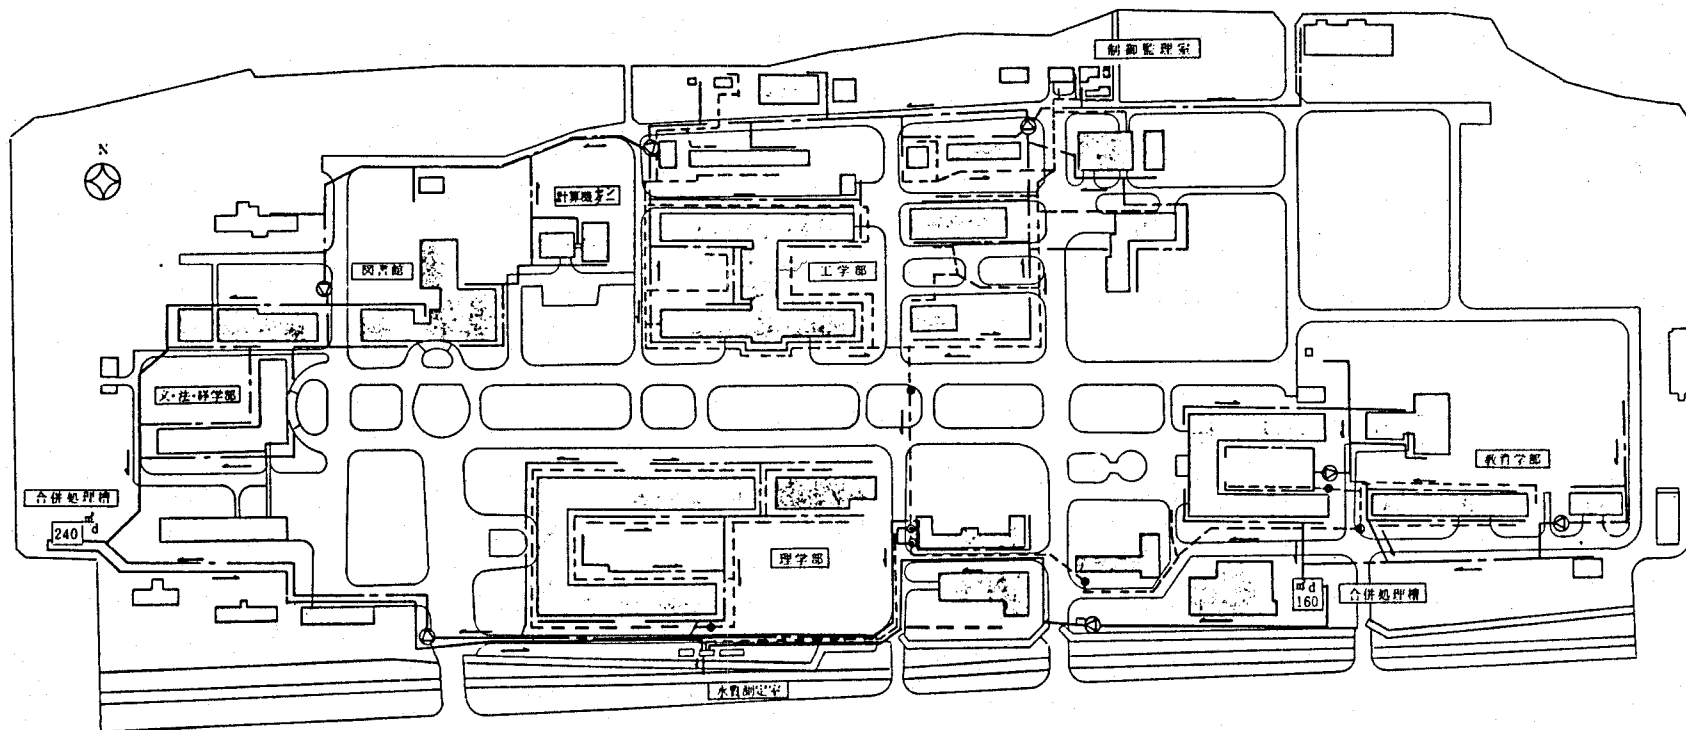 制御監理室
N
計算機セン
図書館
工学部
文・法・経学部
教育学部
合併処理槽
240 ㎥/d
理学部
㎥/d 160
合併処理槽
水質測定室